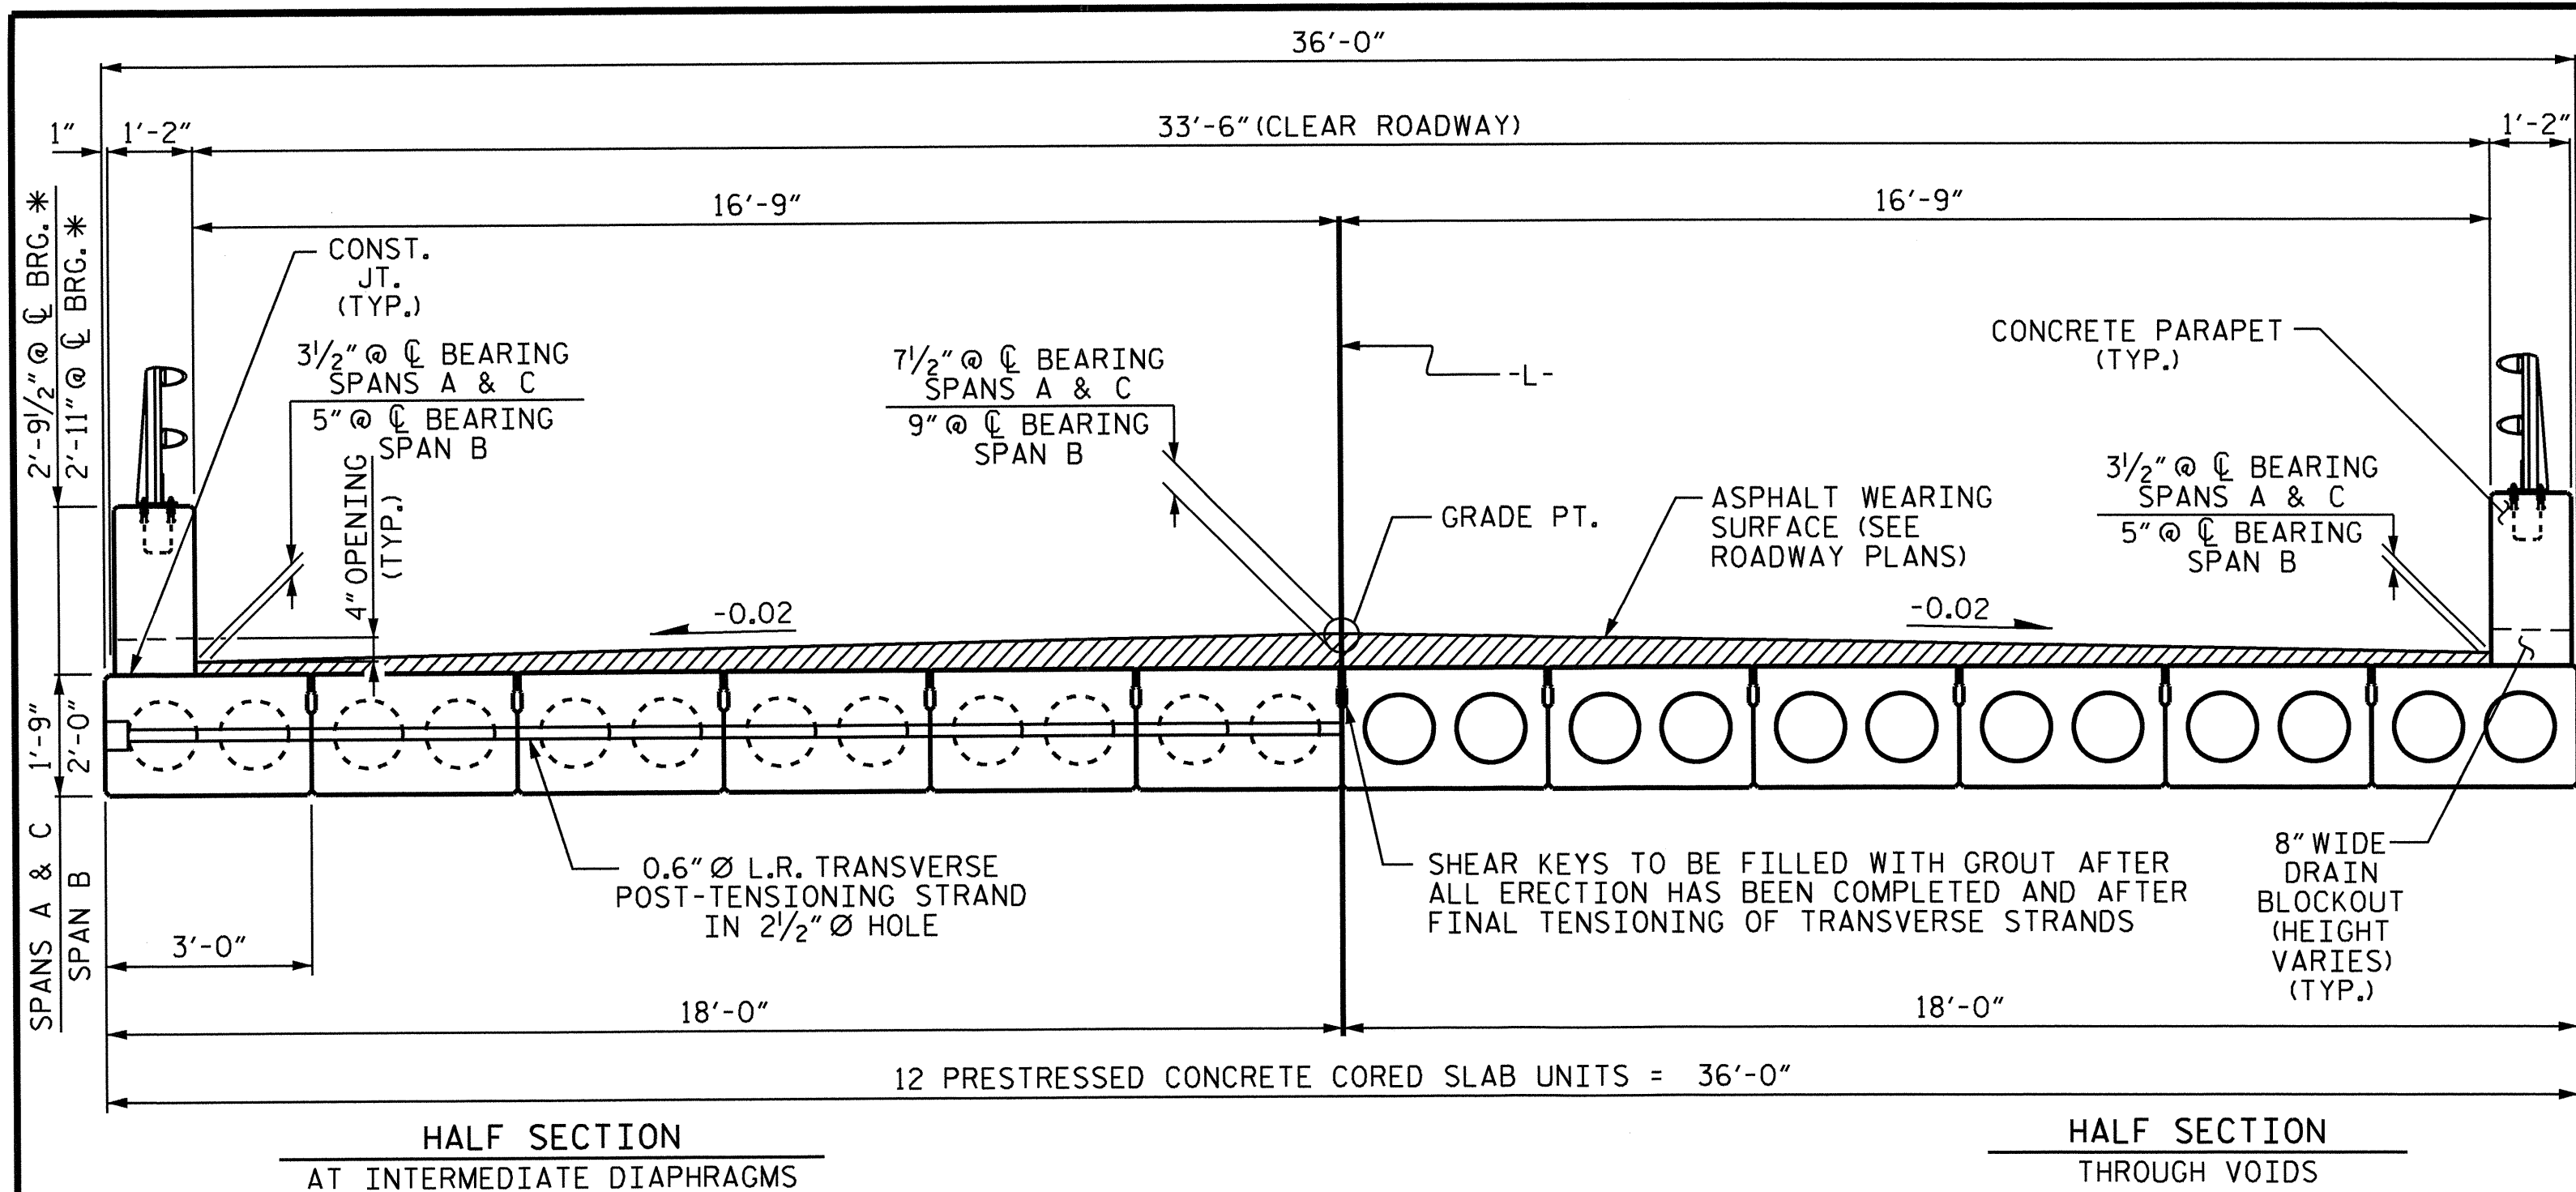 36'-0"
1" 1'-2" 33'-6" (CLEAR ROADWAY) 1'-2"
16'-9" 16'-9"
2'-9½" @ ℄ BRG. *
2'-11" @ ℄ BRG. *
CONST.
JT.
(TYP.)
3½" @ ℄ BEARING
SPANS A & C
5" @ ℄ BEARING
SPAN B
4" OPENING
(TYP.)
7½" @ ℄ BEARING
SPANS A & C
9" @ ℄ BEARING
SPAN B
-L-
GRADE PT.
ASPHALT WEARING
SURFACE (SEE
ROADWAY PLANS)
CONCRETE PARAPET
(TYP.)
3½" @ ℄ BEARING
SPANS A & C
5" @ ℄ BEARING
SPAN B
-0.02 -0.02
1'-9"
2'-0"
SPANS A & C
SPAN B
0.6" Ø L.R. TRANSVERSE
POST-TENSIONING STRAND
IN 2½" Ø HOLE
SHEAR KEYS TO BE FILLED WITH GROUT AFTER
ALL ERECTION HAS BEEN COMPLETED AND AFTER
FINAL TENSIONING OF TRANSVERSE STRANDS
8" WIDE
DRAIN
BLOCKOUT
(HEIGHT
VARIES)
(TYP.)
3'-0"
18'-0" 18'-0"
12 PRESTRESSED CONCRETE CORED SLAB UNITS = 36'-0"
HALF SECTION
AT INTERMEDIATE DIAPHRAGMS
HALF SECTION
THROUGH VOIDS